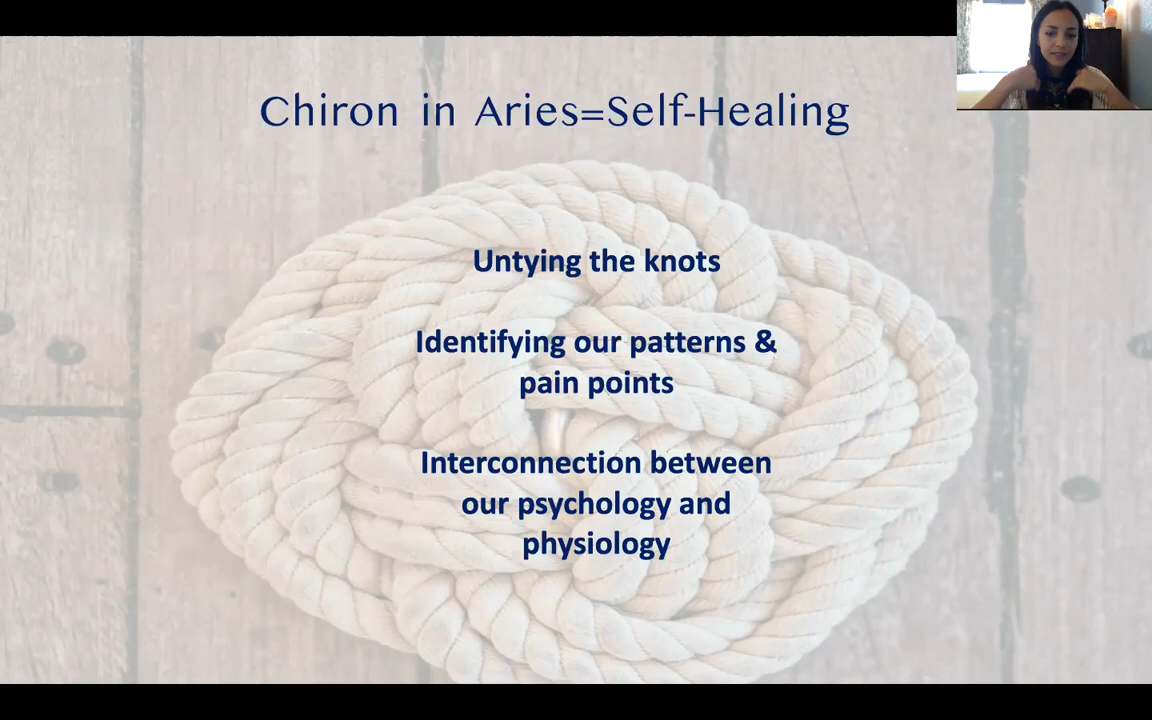 Chiron in Aries=Self-Healing
Untying the knots
Identifying our patterns &
pain points
Interconnection between
our psychology and
physiology